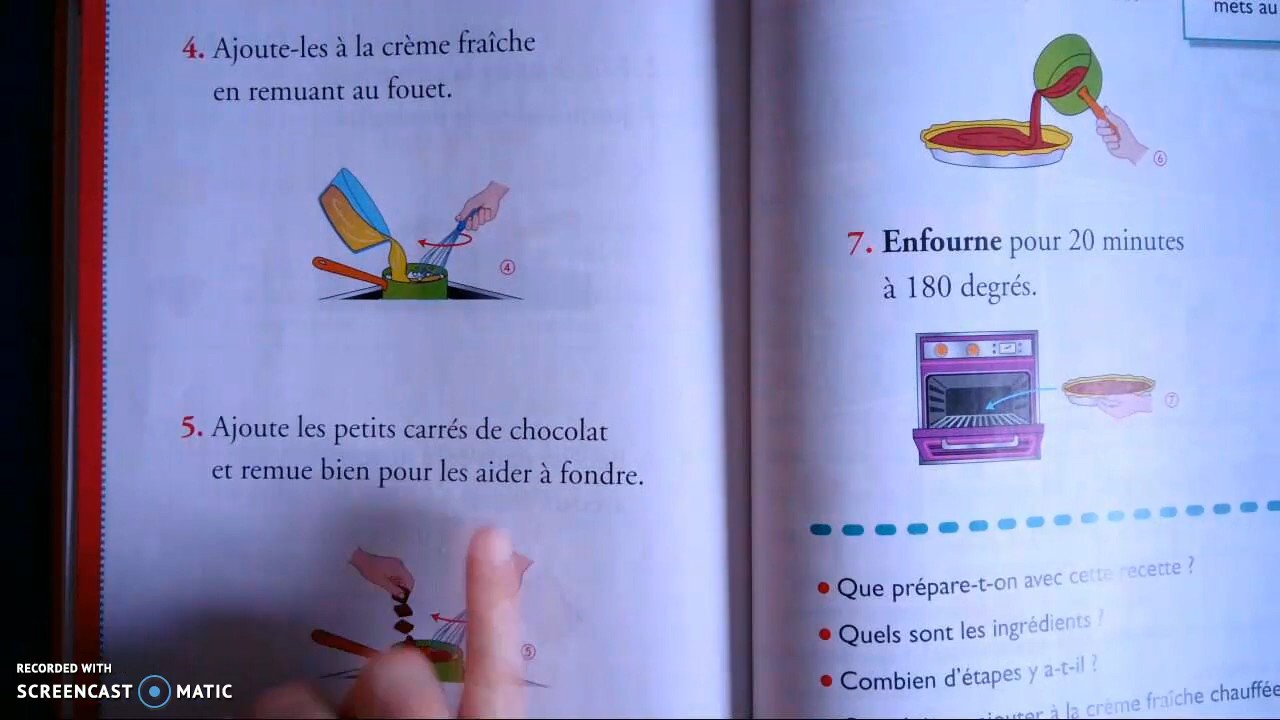 4. Ajoute-les à la crème fraîche
en remuant au fouet.
④
5. Ajoute les petits carrés de chocolat
et remue bien pour les aider à fondre.
⑤
mets au
⑥
7. Enfourne pour 20 minutes
à 180 degrés.
⑦
• Que prépare-t-on avec cette recette ?
• Quels sont les ingrédients ?
• Combien d'étapes y a-t-il ?
à la crème fraîche chauffée
RECORDED WITH
SCREENCAST MATIC